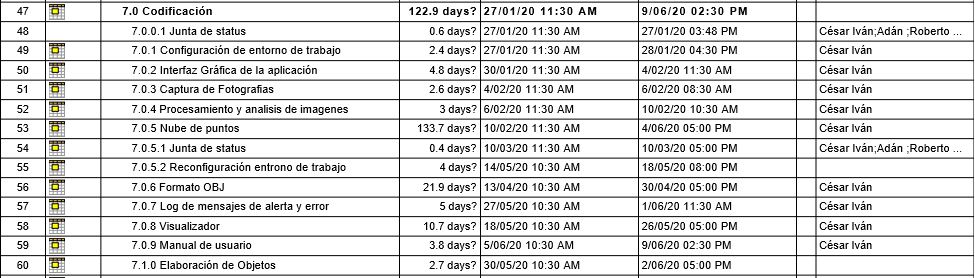 47 7.0 Codificación 122.9 days? 27/01/20 11:30 AM 9/06/20 02:30 PM
48 7.0.0.1 Junta de status 0.6 days? 27/01/20 11:30 AM 27/01/20 03:48 PM César Iván;Adán ;Roberto ...
49 7.0.1 Configuración de entorno de trabajo 2.4 days? 27/01/20 11:30 AM 28/01/20 04:30 PM César Iván
50 7.0.2 Interfaz Gráfica de la aplicación 4.8 days? 30/01/20 11:30 AM 4/02/20 11:30 AM César Iván
51 7.0.3 Captura de Fotografias 2.6 days? 4/02/20 11:30 AM 6/02/20 08:30 AM César Iván
52 7.0.4 Procesamiento y analisis de imagenes 3 days? 6/02/20 11:30 AM 10/02/20 10:30 AM César Iván
53 7.0.5 Nube de puntos 133.7 days? 10/02/20 11:30 AM 4/06/20 05:00 PM César Iván
54 7.0.5.1 Junta de status 0.4 days? 10/03/20 11:30 AM 10/03/20 05:00 PM César Iván;Adán ;Roberto ...
55 7.0.5.2 Reconfiguración entrono de trabajo 4 days? 14/05/20 10:30 AM 18/05/20 08:00 PM
56 7.0.6 Formato OBJ 21.9 days? 13/04/20 10:30 AM 30/04/20 05:00 PM César Iván
57 7.0.7 Log de mensajes de alerta y error 5 days? 27/05/20 10:30 AM 1/06/20 11:30 AM César Iván
58 7.0.8 Visualizador 10.7 days? 18/05/20 10:30 AM 26/05/20 05:00 PM César Iván
59 7.0.9 Manual de usuario 3.8 days? 5/06/20 10:30 AM 9/06/20 02:30 PM César Iván
60 7.1.0 Elaboración de Objetos 2.7 days? 30/05/20 10:30 AM 2/06/20 05:00 PM